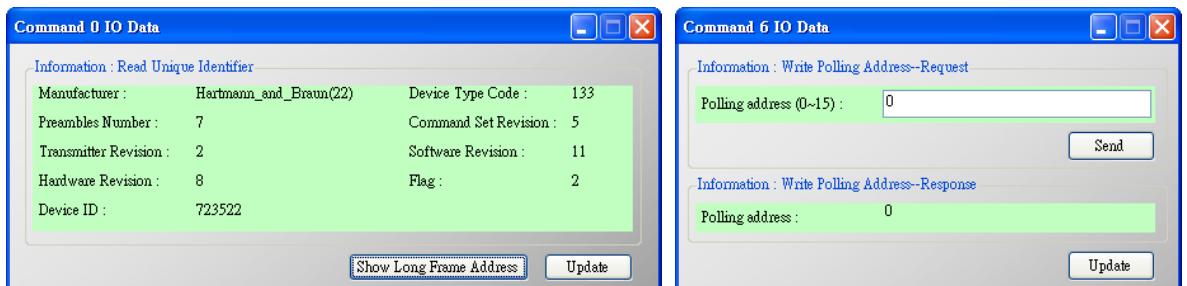 Command 0 IO Data
Information : Read Unique Identifier
Manufacturer : Hartmann_and_Braun(22) Device Type Code : 133
Preambles Number : 7 Command Set Revision : 5
Transmitter Revision : 2 Software Revision : 11
Hardware Revision : 8 Flag : 2
Device ID : 723522
Show Long Frame Address Update
Command 6 IO Data
Information : Write Polling Address--Request
Polling address (0~15) : 0
Send
Information : Write Polling Address--Response
Polling address : 0
Update